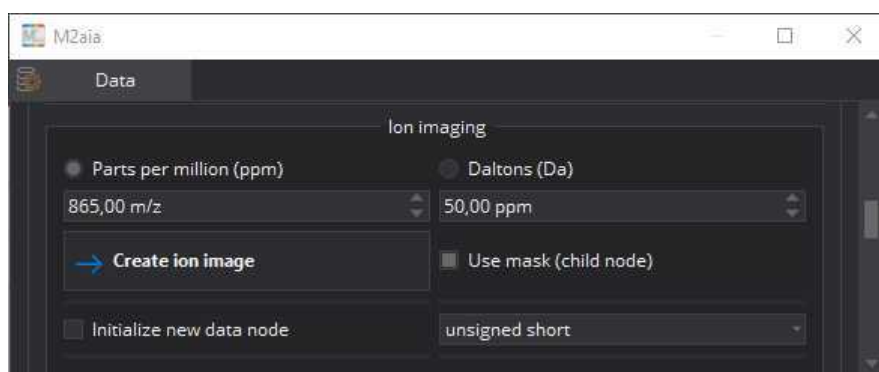 M2aia
Data
Ion imaging
Parts per million (ppm)
Daltons (Da)
865,00 m/z
50,00 ppm
Create ion image
Use mask (child node)
Initialize new data node
unsigned short